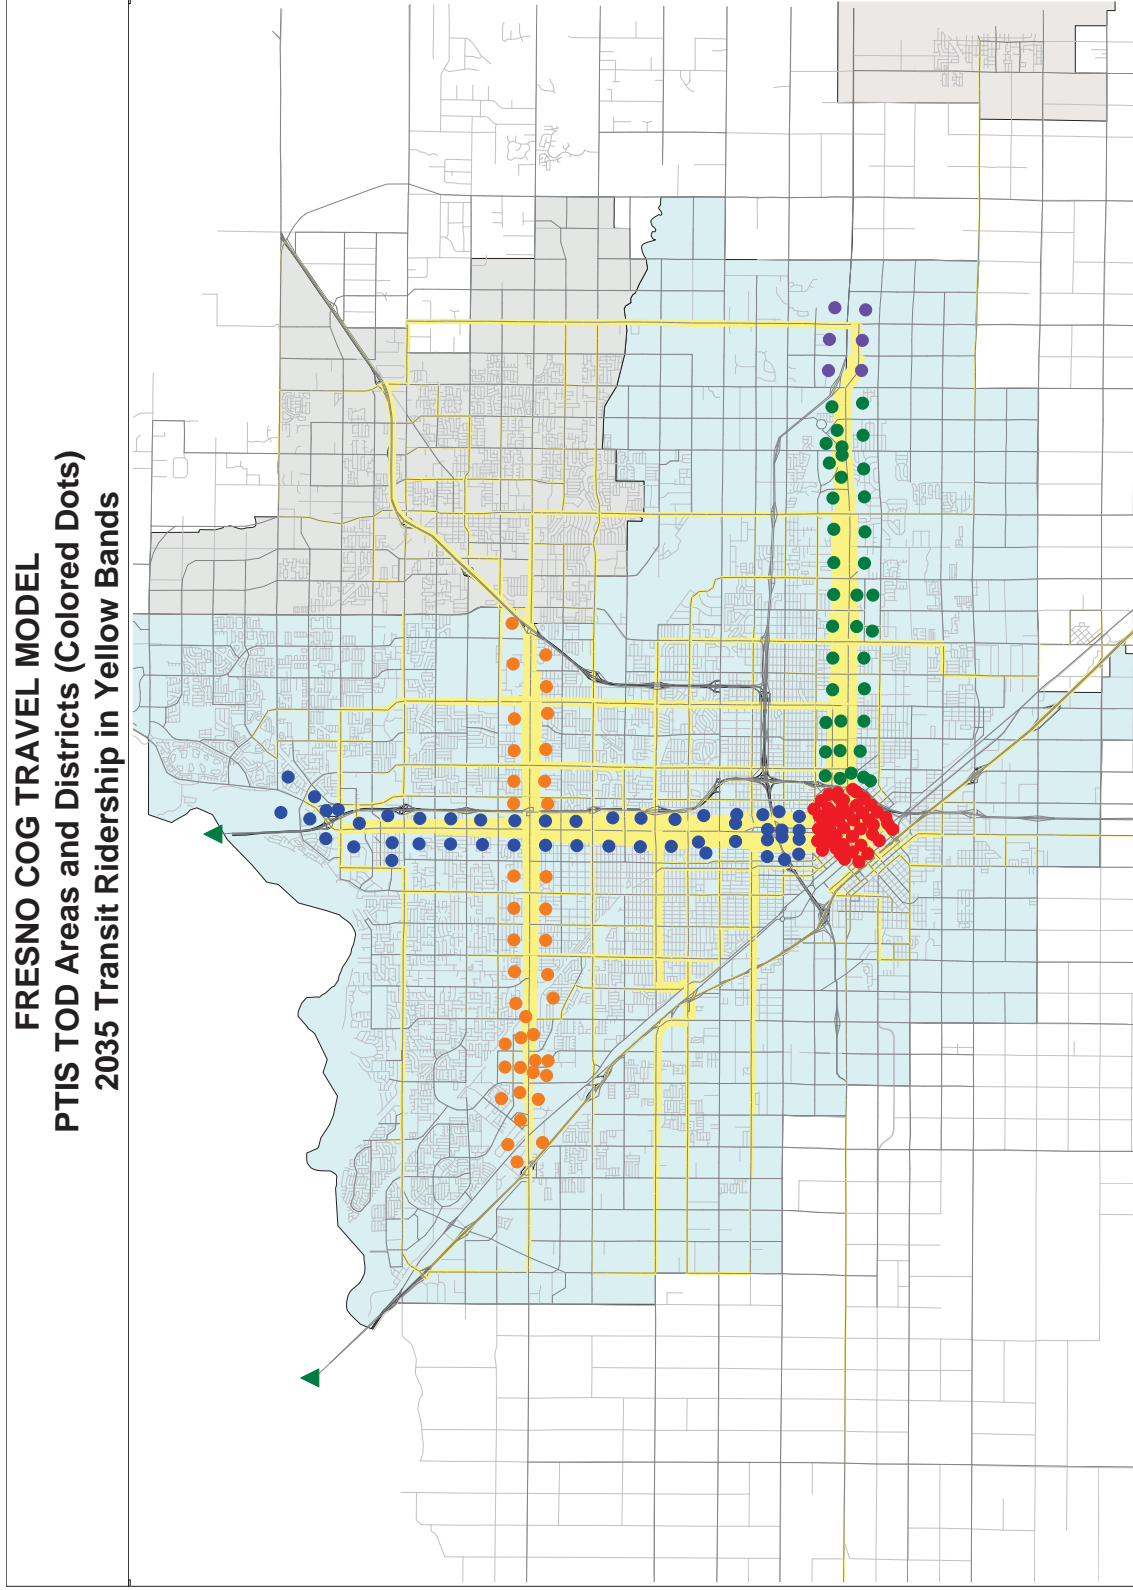 FRESNO COG TRAVEL MODEL
PTIS TOD Areas and Districts (Colored Dots)
2035 Transit Ridership in Yellow Bands